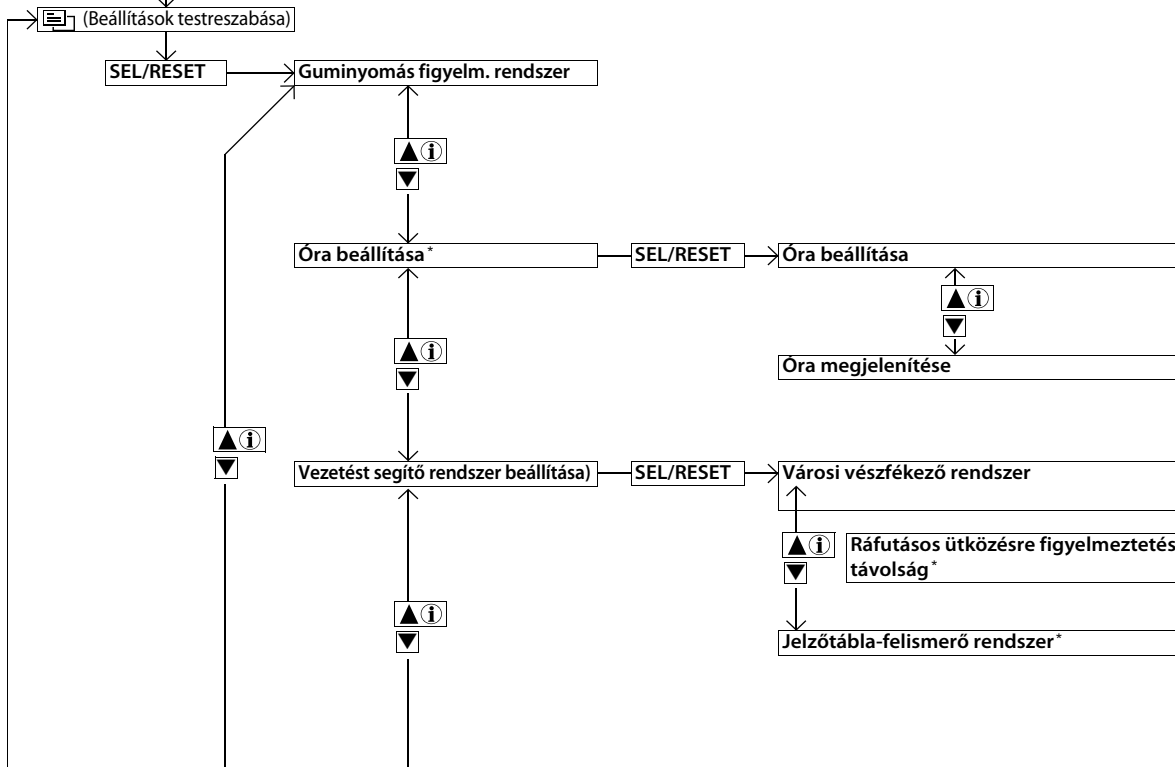 (Beállítások testreszabása)
SEL/RESET
Guminyomás figyelm. rendszer
▲ⓘ
▼
Óra beállítása*
SEL/RESET
Óra beállítása
▲ⓘ
▼
▲ⓘ
▼
Óra megjelenítése
▲ⓘ
▼
Vezetést segítő rendszer beállítása)
SEL/RESET
Városi vészfékező rendszer
▲ⓘ
▼
Ráfutásos ütközésre figyelmeztetés
távolság*
▲ⓘ
▼
Jelzőtábla-felismerő rendszer*